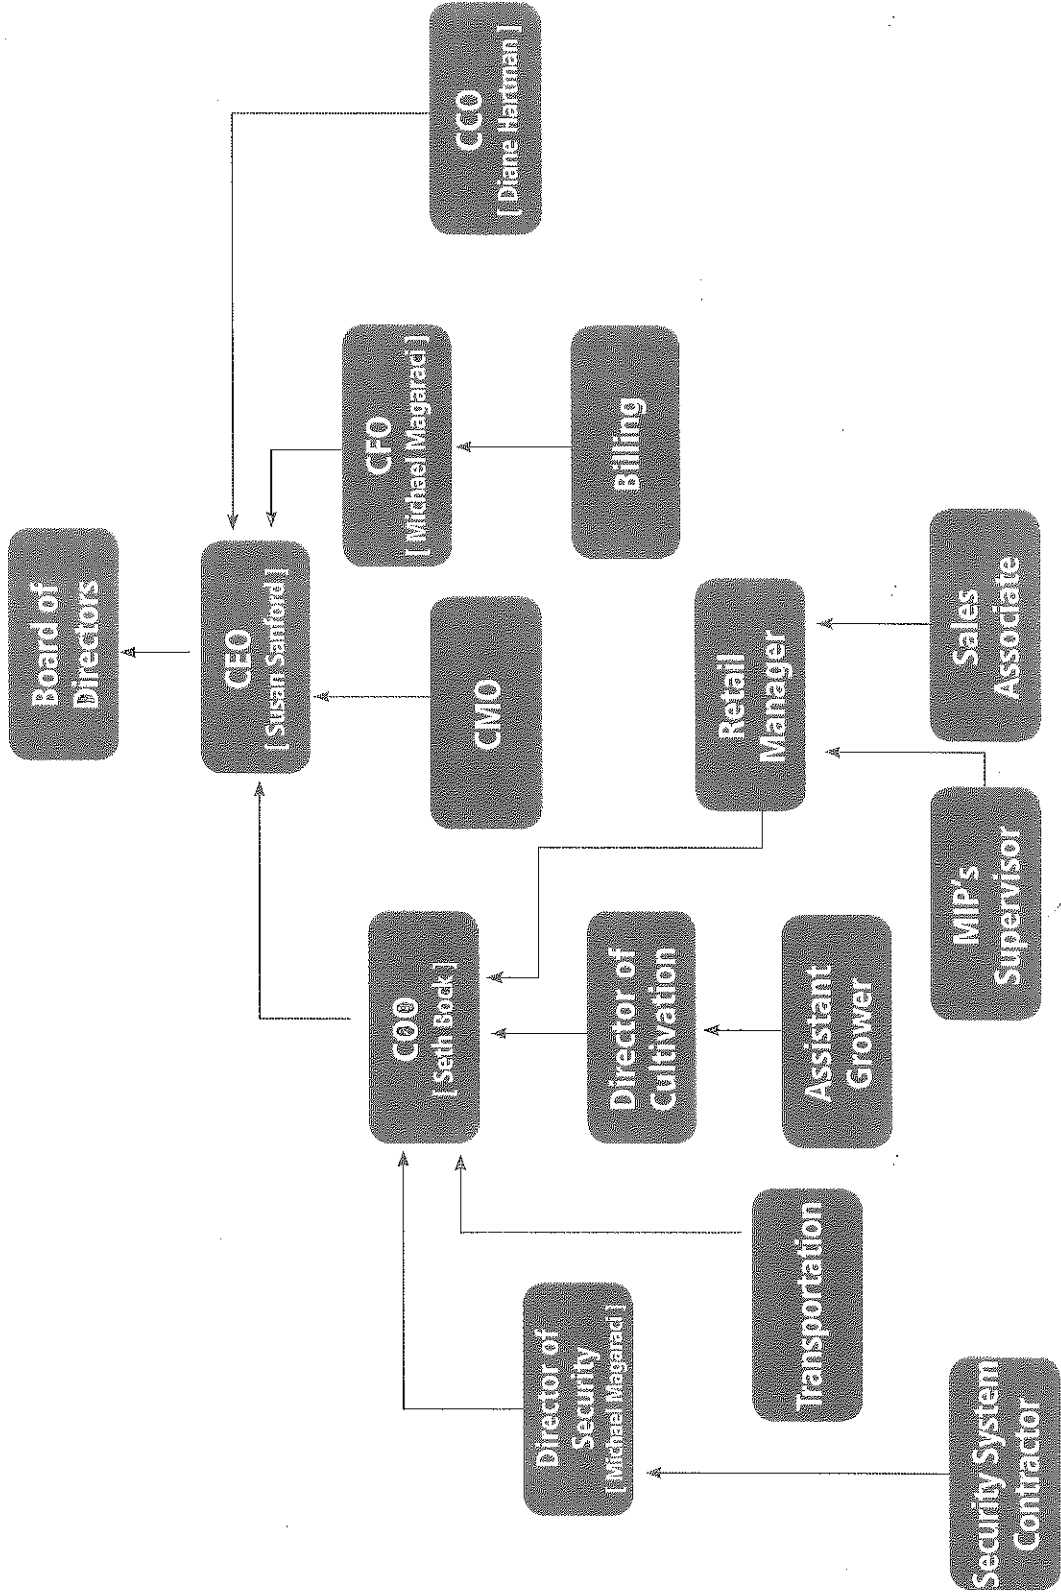 Board of
Directors
CEO
[ Susan Sanford ]
CCO
[ Diane Hartman ]
CFO
[ Michael Magaraci ]
COO
[ Seth Bock ]
CMO
Director of
Security
[ Michael Magaraci ]
Billing
Director of
Cultivation
Retail
Manager
Transportation
Assistant
Grower
MIP's
Supervisor
Sales
Associate
Security System
Contractor